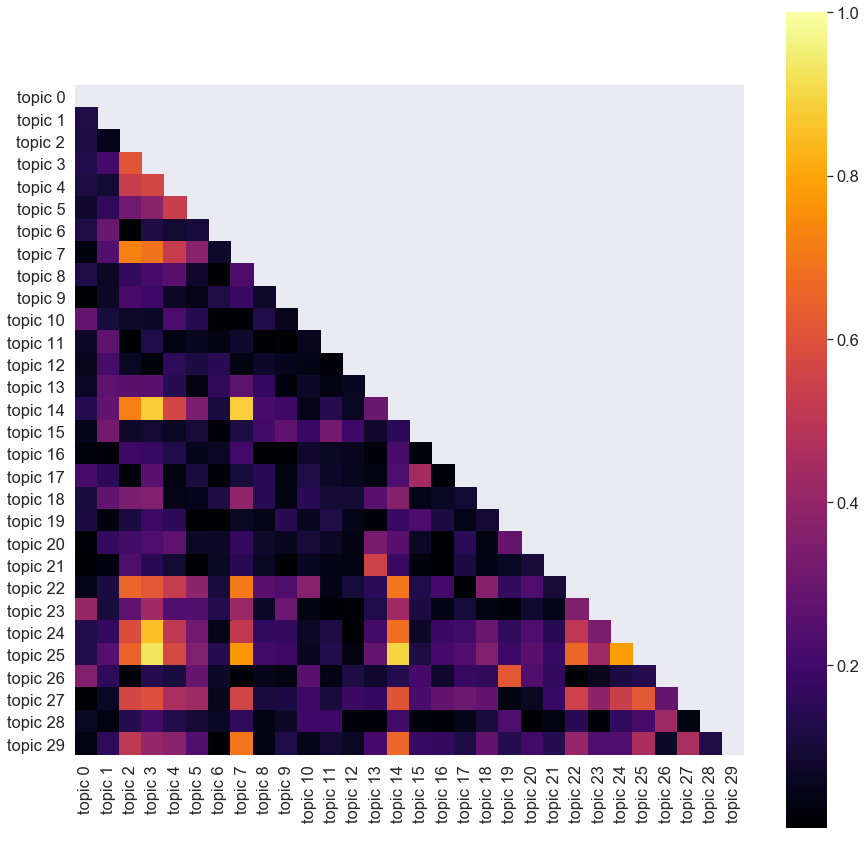 topic 0
topic 1
topic 2
topic 3
topic 4
topic 5
topic 6
topic 7
topic 8
topic 9
topic 10
topic 11
topic 12
topic 13
topic 14
topic 15
topic 16
topic 17
topic 18
topic 19
topic 20
topic 21
topic 22
topic 23
topic 24
topic 25
topic 26
topic 27
topic 28
topic 29
topic 0
topic 1
topic 2
topic 3
topic 4
topic 5
topic 6
topic 7
topic 8
topic 9
topic 10
topic 11
topic 12
topic 13
topic 14
topic 15
topic 16
topic 17
topic 18
topic 19
topic 20
topic 21
topic 22
topic 23
topic 24
topic 25
topic 26
topic 27
topic 28
topic 29
1.0
0.8
0.6
0.4
0.2